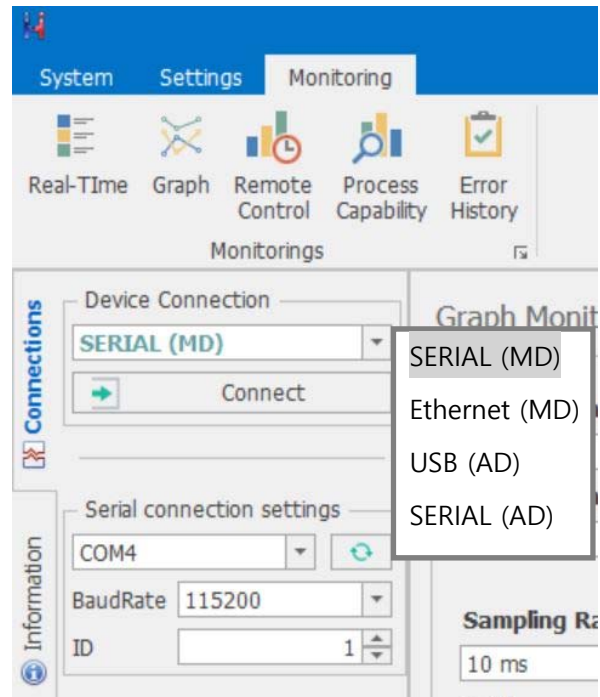 System Settings Monitoring
Real-TIme Graph Remote Control Process Capability Error History
Monitorings
Connections
Information
Device Connection
SERIAL (MD)
Connect
Serial connection settings
COM4
BaudRate 115200
ID 1
Graph Monit
SERIAL (MD)
Ethernet (MD)
USB (AD)
SERIAL (AD)
Sampling Ra
10 ms